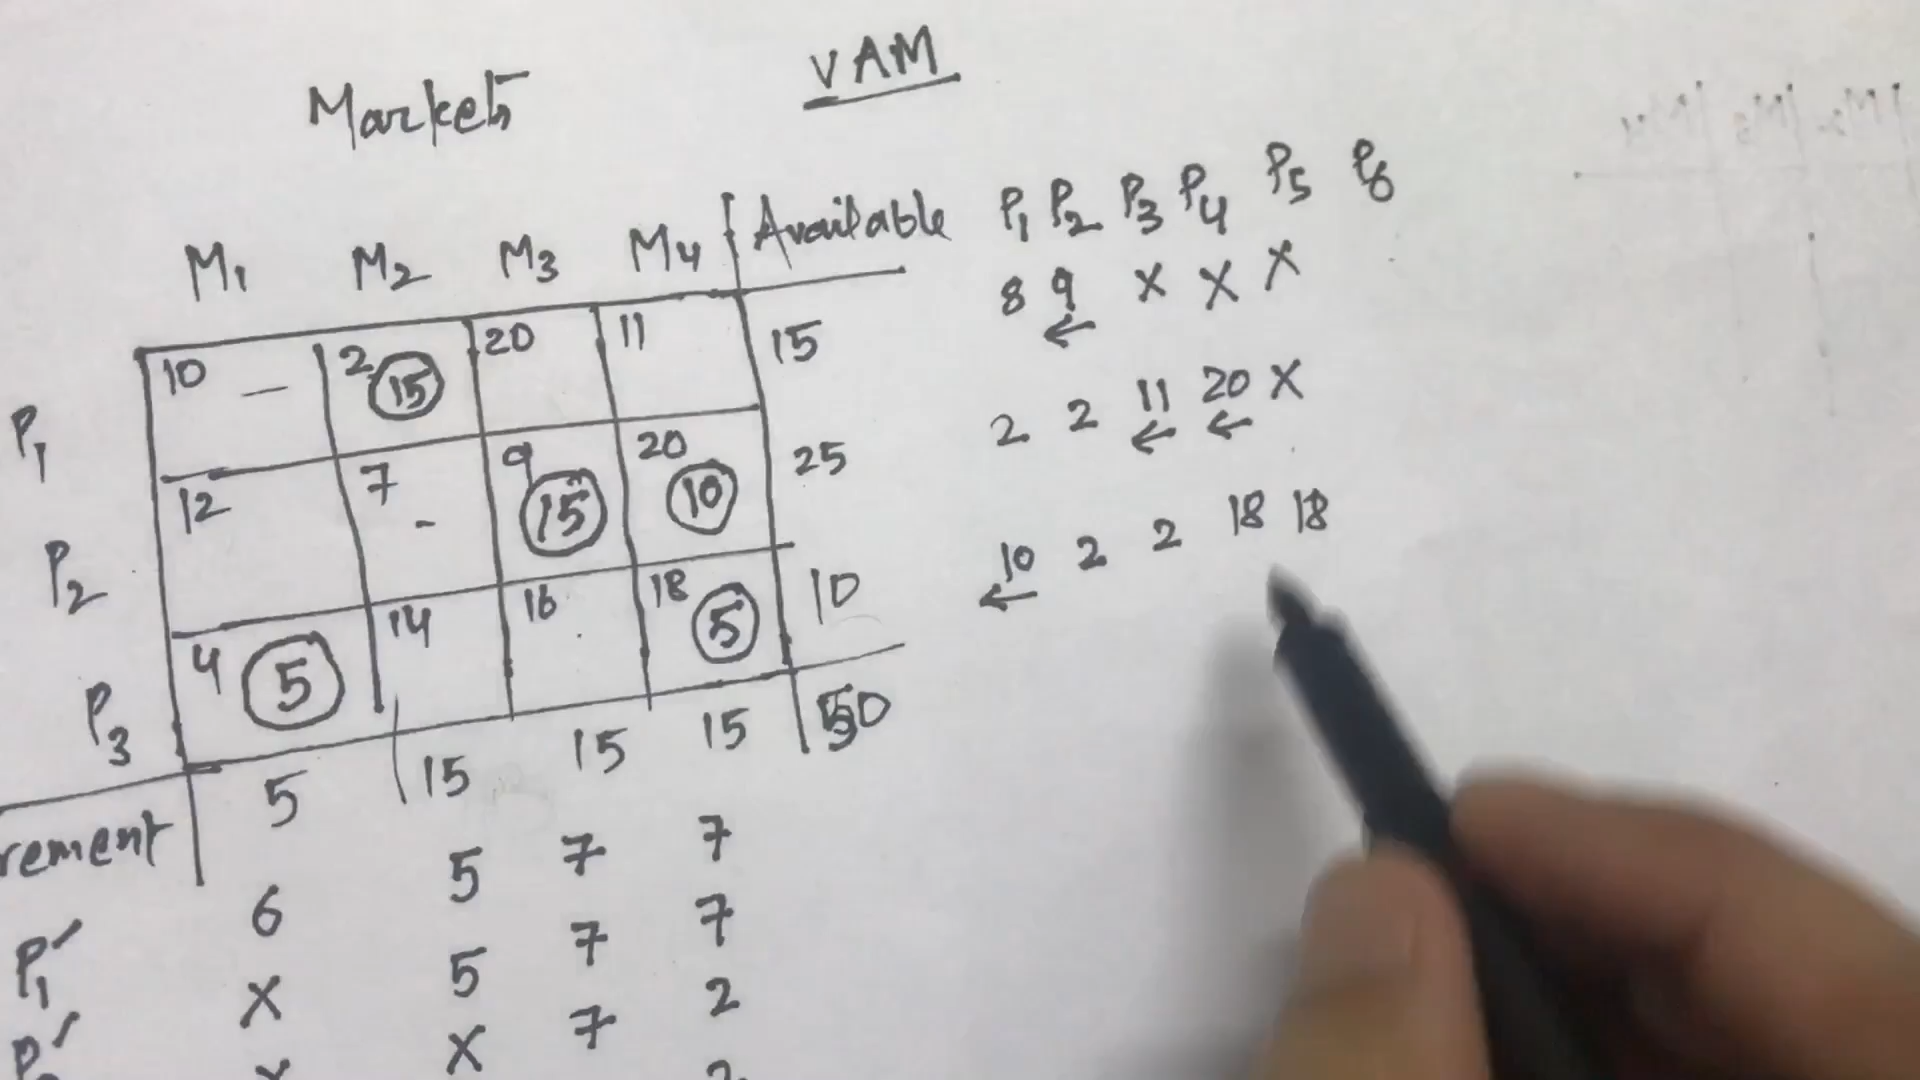 VAM
Markets
M1 M2 M3 M4 Available P1 P2 P3 P4 P5 P6
10 - 2 15 20 11 15 8 9 X X X
P1
12 7 - 9 15 20 10 25 2 2 11 20 X
P2
4 5 14 16 18 5 10 10 2 2 18 18
P3
rement 5 15 15 15 50
P1' 6 5 7 7
X 5 7 7
X 7 2
2